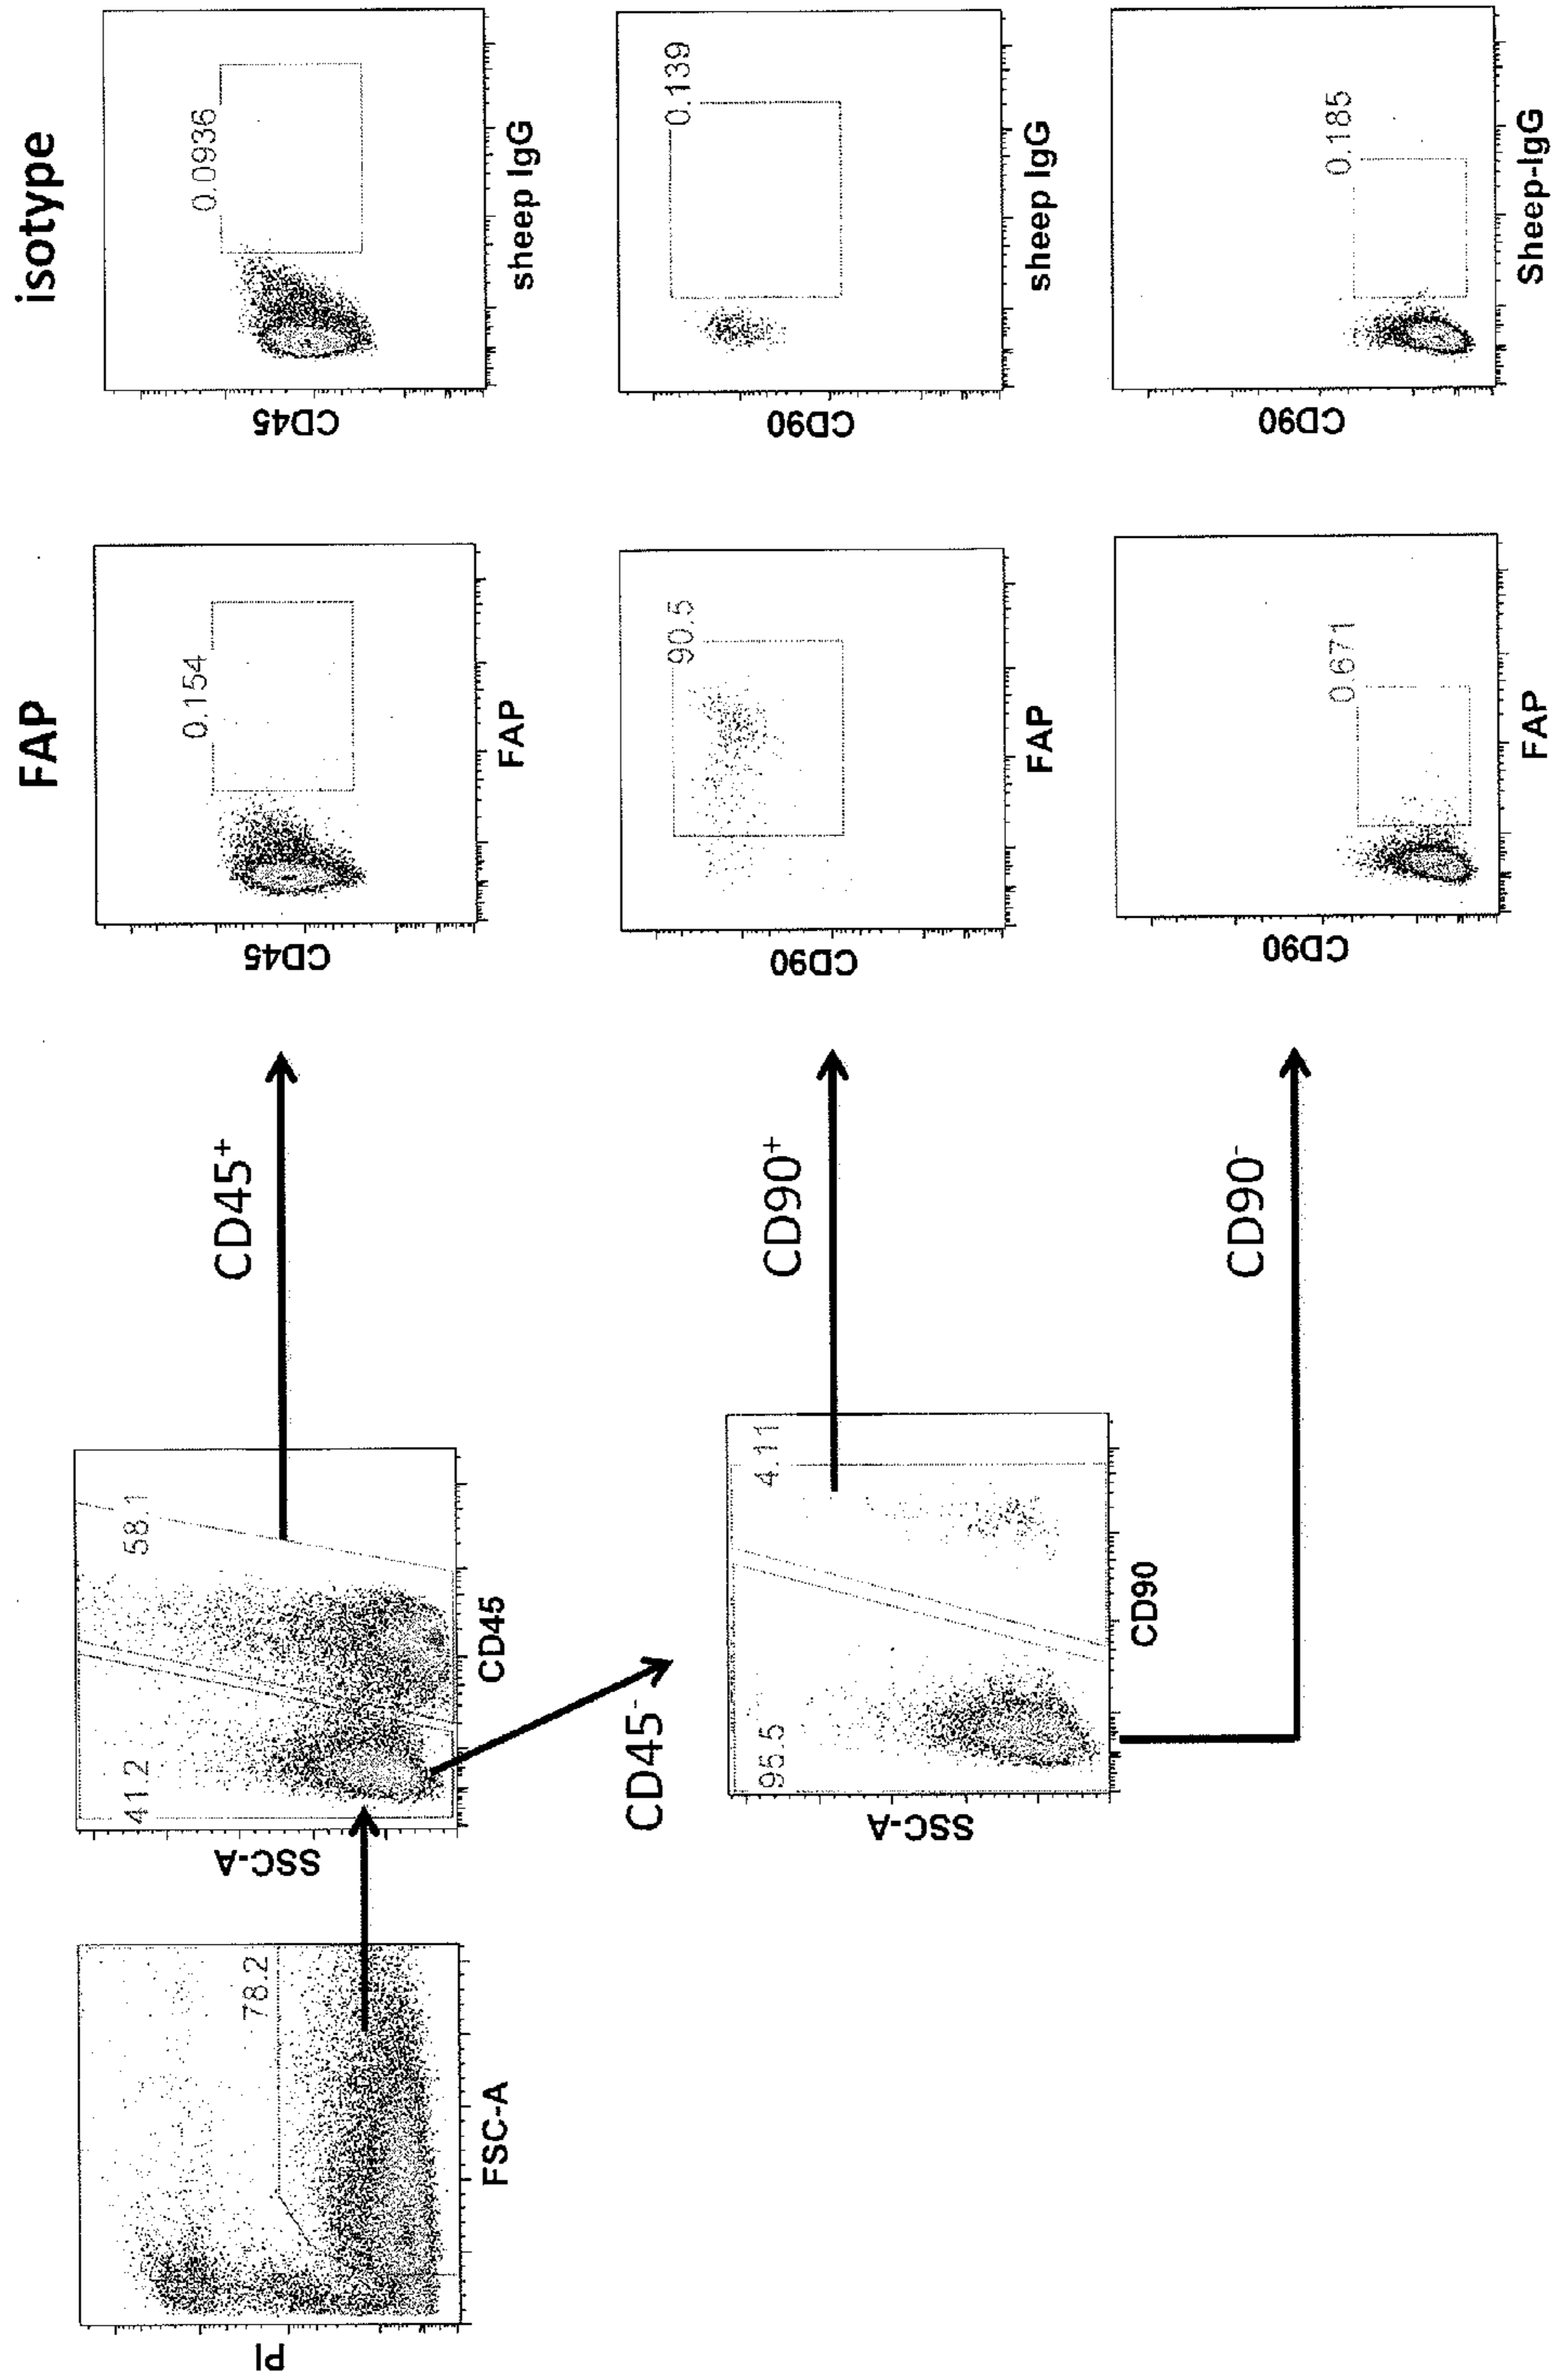 FAP
isotype
PI
78.2
FSC-A
SSC-A
41.2
58.1
CD45
CD45+
CD45
0.154
FAP
CD45
0.0936
sheep IgG
CD45-
SSC-A
95.5
4.11
CD90
CD90+
CD90
90.5
FAP
CD90
0.139
sheep IgG
CD90-
CD90
0.671
FAP
CD90
0.185
Sheep-IgG